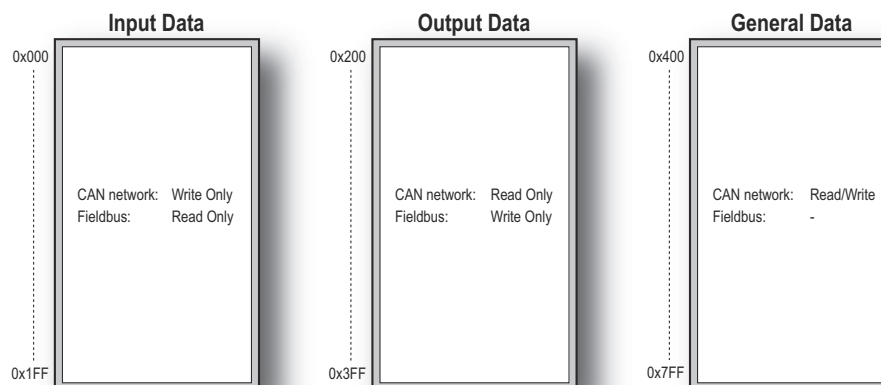 Input Data
0x000
CAN network: Write Only
Fieldbus: Read Only
0x1FF
Output Data
0x200
CAN network: Read Only
Fieldbus: Write Only
0x3FF
General Data
0x400
CAN network: Read/Write
Fieldbus: -
0x7FF